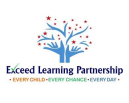 Exceed Learning Partnership
• EVERY CHILD • EVERY CHANCE • EVERY DAY •